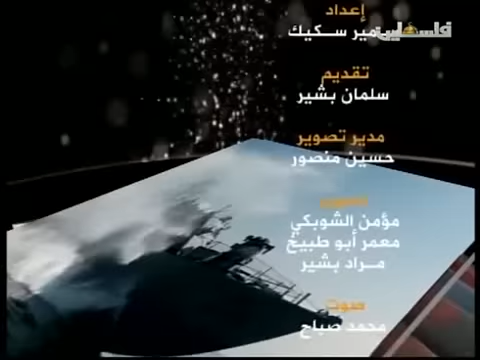 إعداد
مير سكيك
فلسطين
تقديم
سلمان بشير
مدير تصوير
حسين منصور
تصوير
مؤمن الشوبكي
معمر أبو طبيخ
مراد بشير
صوت
محمد صباح